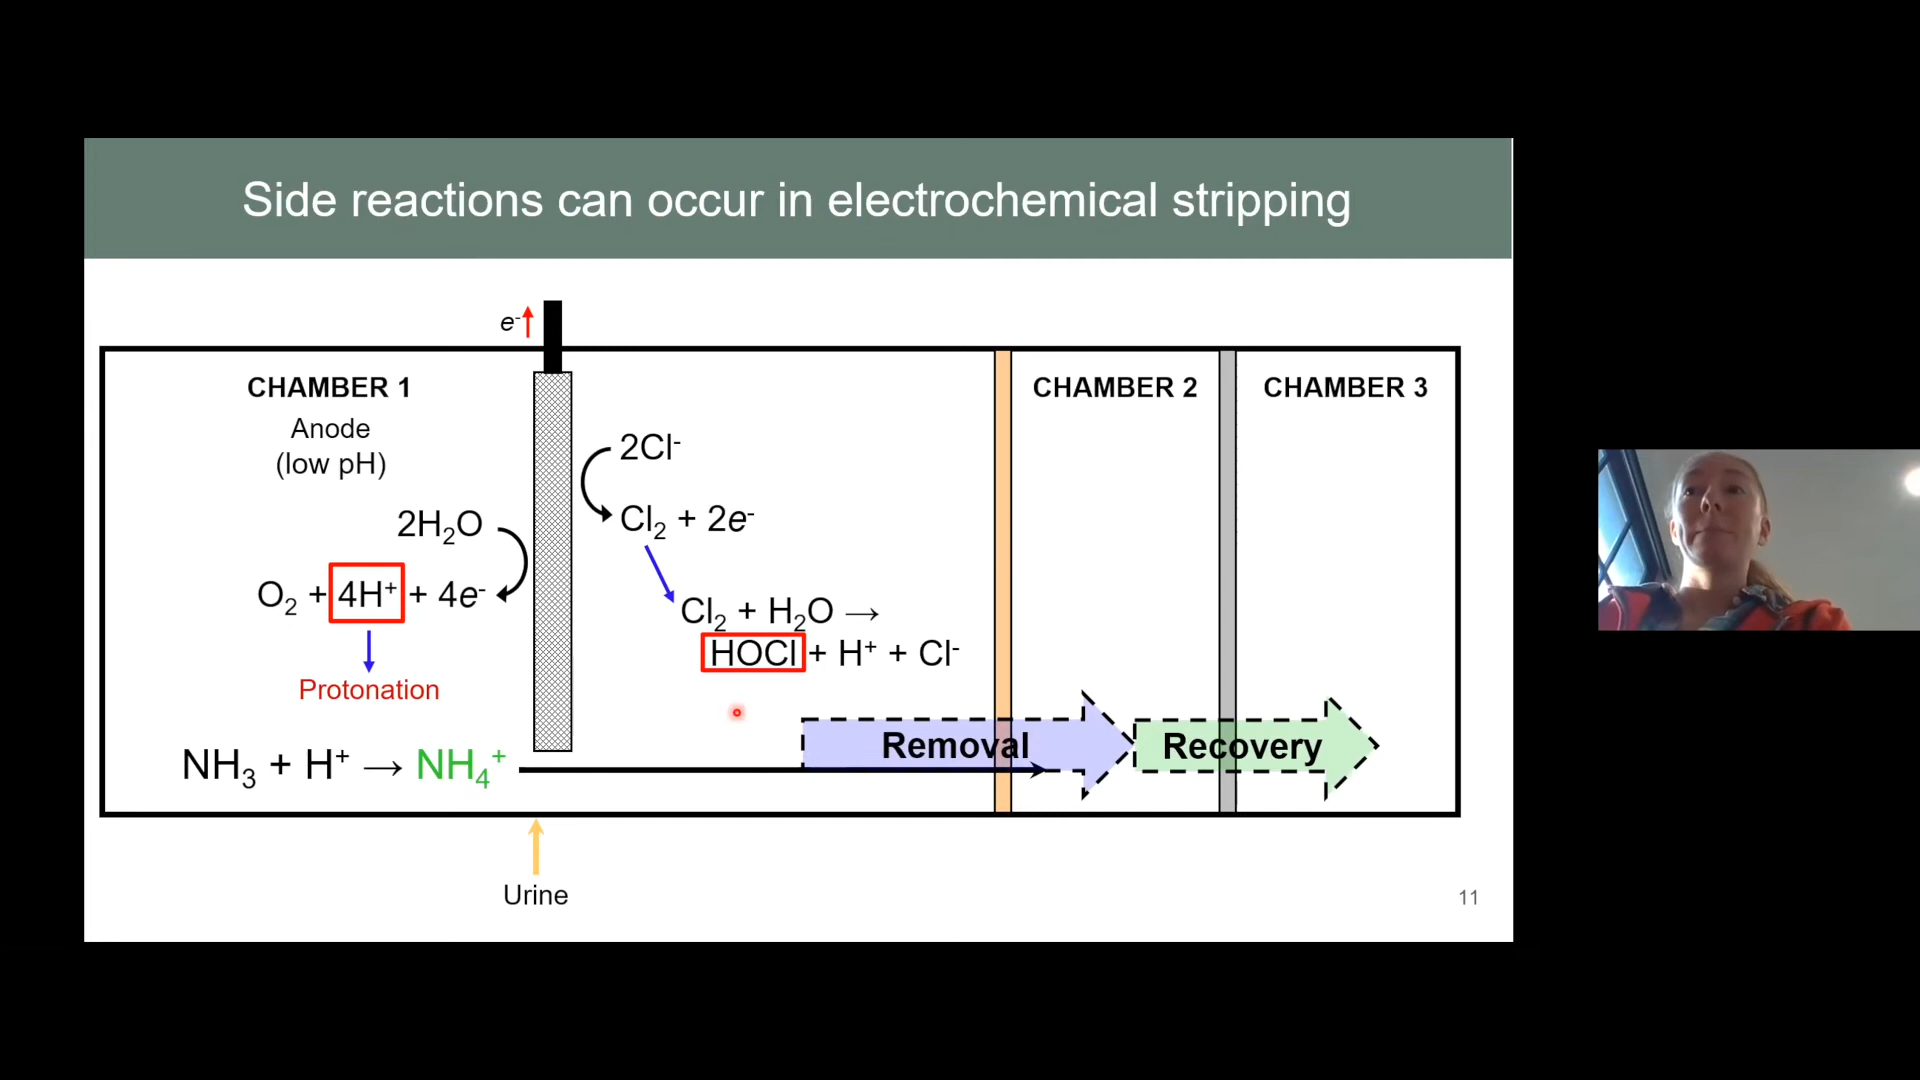 Side reactions can occur in electrochemical stripping
e⁻
CHAMBER 1
Anode
(low pH)
2H₂O
O₂ + 4H⁺ + 4e⁻
Protonation
NH₃ + H⁺ → NH₄⁺
2Cl⁻
Cl₂ + 2e⁻
Cl₂ + H₂O →
HOCl + H⁺ + Cl⁻
CHAMBER 2
CHAMBER 3
Removal
Recovery
Urine
11